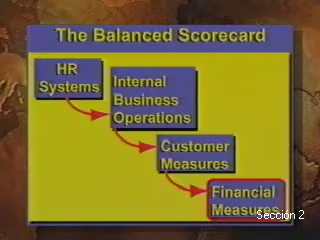 The Balanced Scorecard
HR
Systems
Internal
Business
Operations
Customer
Measures
Financial
Measures
Sección 2